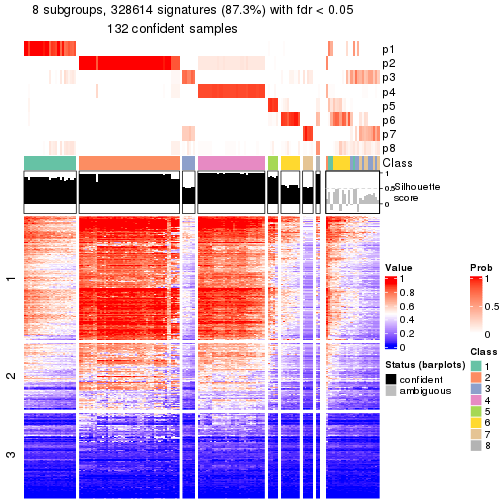 8 subgroups, 328614 signatures (87.3%) with fdr < 0.05
132 confident samples
p1
p2
p3
p4
p5
p6
p7
p8
Class
1
0.5
0
Silhouette
score
1
2
3
Value
1
0.8
0.6
0.4
0.2
0
Status (barplots)
confident
ambiguous
Prob
1
0.5
0
Class
1
2
3
4
5
6
7
8